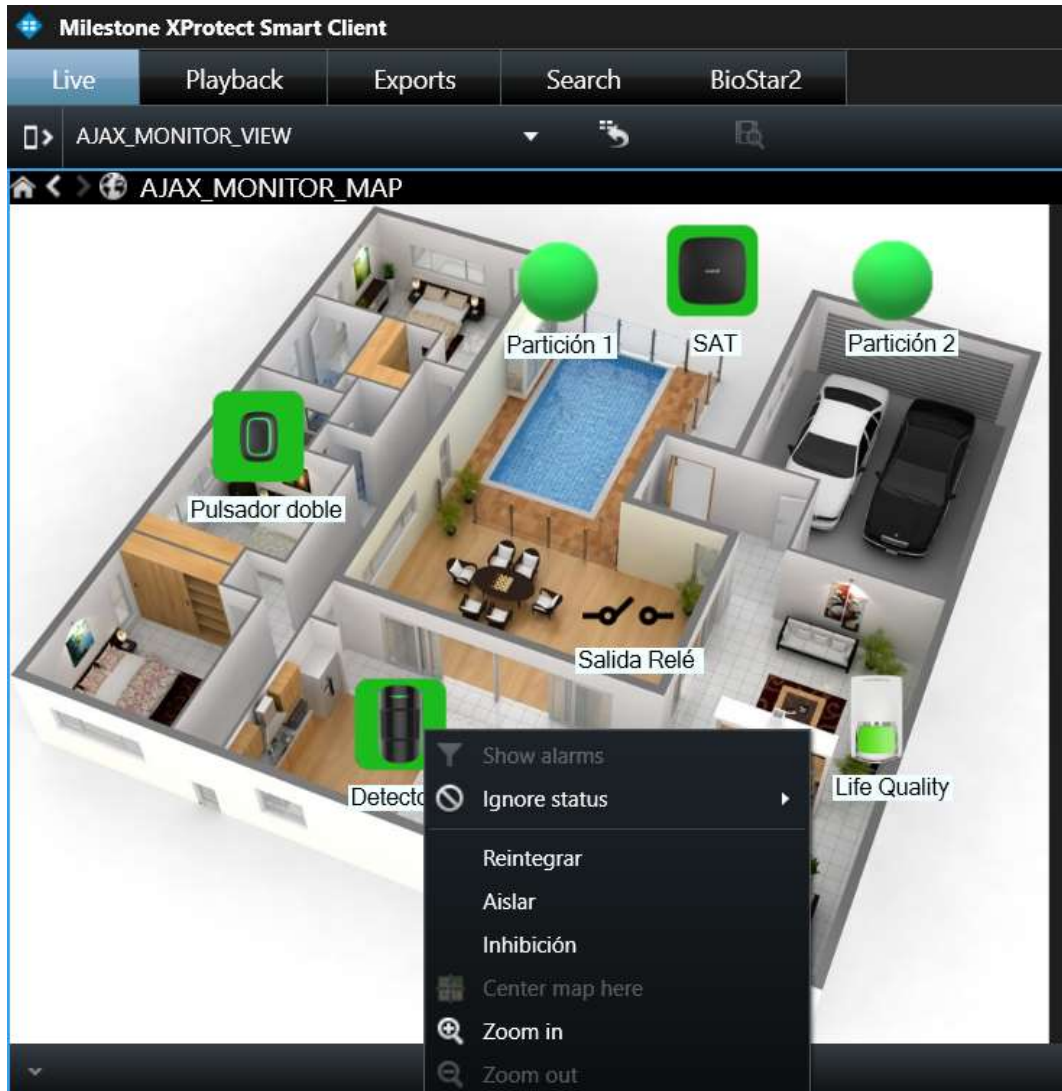 Milestone XProtect Smart Client
Live Playback Exports Search BioStar2
AJAX_MONITOR_VIEW
AJAX_MONITOR_MAP
Partición 1
SAT
Partición 2
Pulsador doble
Salida Relé
Detecto
Life Quality
Show alarms
Ignore status
Reintegrar
Aislar
Inhibición
Center map here
Zoom in
Zoom out